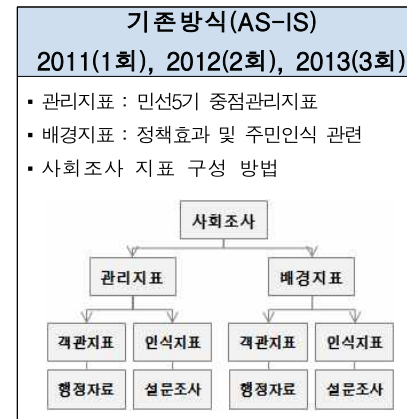 기존방식(AS-IS)
2011(1회), 2012(2회), 2013(3회)
▪ 관리지표 : 민선5기 중점관리지표
▪ 배경지표 : 정책효과 및 주민인식 관련
▪ 사회조사 지표 구성 방법
사회조사
관리지표 배경지표
객관지표 인식지표 객관지표 인식지표
행정자료 설문조사 행정자료 설문조사